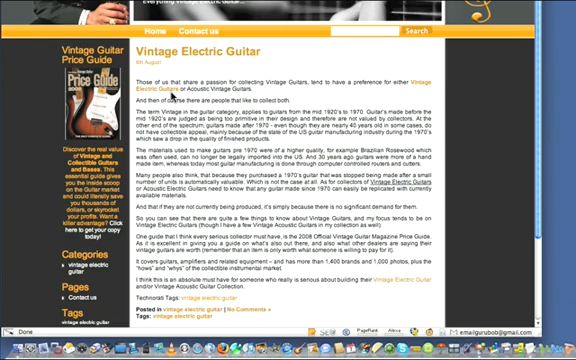 Everything Vintage Guitar
Home
Contact us
Search
Vintage Guitar
Price Guide
Price Guide
Discover the real
value of Vintage and
Collectible Guitars
and Bases. This
essential guide gives
you the inside scoop
on the Guitar market
and could literally save
you thousands of
dollars, or skyrocket
your profits. Want a
killer advantage? Click
here to get your copy
today!
Categories
vintage electric
guitar
Pages
Contact us
Tags
vintage electric guitar
Vintage Electric Guitar
6th August
Those of us that share a passion for collecting Vintage Guitars, tend to have a preference for either Vintage
Electric Guitars or Acoustic Vintage Guitars.
And then of course there are people that like to collect both.
The term Vintage in the guitar category, applies to guitars from the mid 1920's to 1970. Guitar's made before the
mid 1920's are judged as being too primitive in their design and therefore are not valued by collectors. At the
other end of the spectrum, guitars made after 1970 - even though they are nearly 40 years old in some cases, do
not have collectible appeal, mainly because of the state of the US guitar manufacturing industry during the 1970's
which saw a drop in the quality of finished products.
The materials used to make guitars pre 1970 were of a higher quality, for example Brazilian Rosewood which
was often used, can no longer be legally imported into the US. And 30 years ago guitars were more of a hand
made item, whereas today most guitar manufacturing is done through computer controlled routers and cutters.
Many people also think, that because they purchased a 1970's guitar that was stopped being made after a small
number of units is automatically valuable. Which is not the case at all. As for collectors of Vintage Electric Guitars
or Acoustic Electric Guitars need to know that any guitar made since 1970 can easily be replicated with currently
available materials.
And that if they are not currently being produced, it's simply because there is no significant demand for them.
So you can see that there are quite a few things to know about Vintage Guitars, and my focus tends to be on
Vintage Electric Guitars (though I have a few Vintage Acoustic Guitars in my collection as well).
One guide that I think every serious collector must have, is the 2008 Official Vintage Guitar Magazine Price Guide.
As it is excellent in giving you a guide on what's also out there, and also what other dealers are saying their
vintage guitars are worth (remember that an item is only worth what someone is willing to pay for it).
It covers guitars, amplifiers and related equipment – and has more than 1,400 brands and 1,000 photos, plus the
"hows" and "whys" of the collectible instrument market.
I think this is an absolute must have for someone who really is serious about building their Vintage Electric Guitar
and/or Vintage Acoustic Guitar Collection.
Technorati Tags: vintage electric guitar
Posted in vintage electric guitar | No Comments »
Tags: vintage electric guitar
Done
PageRank
Alexa
emailgurubob@gmail.com